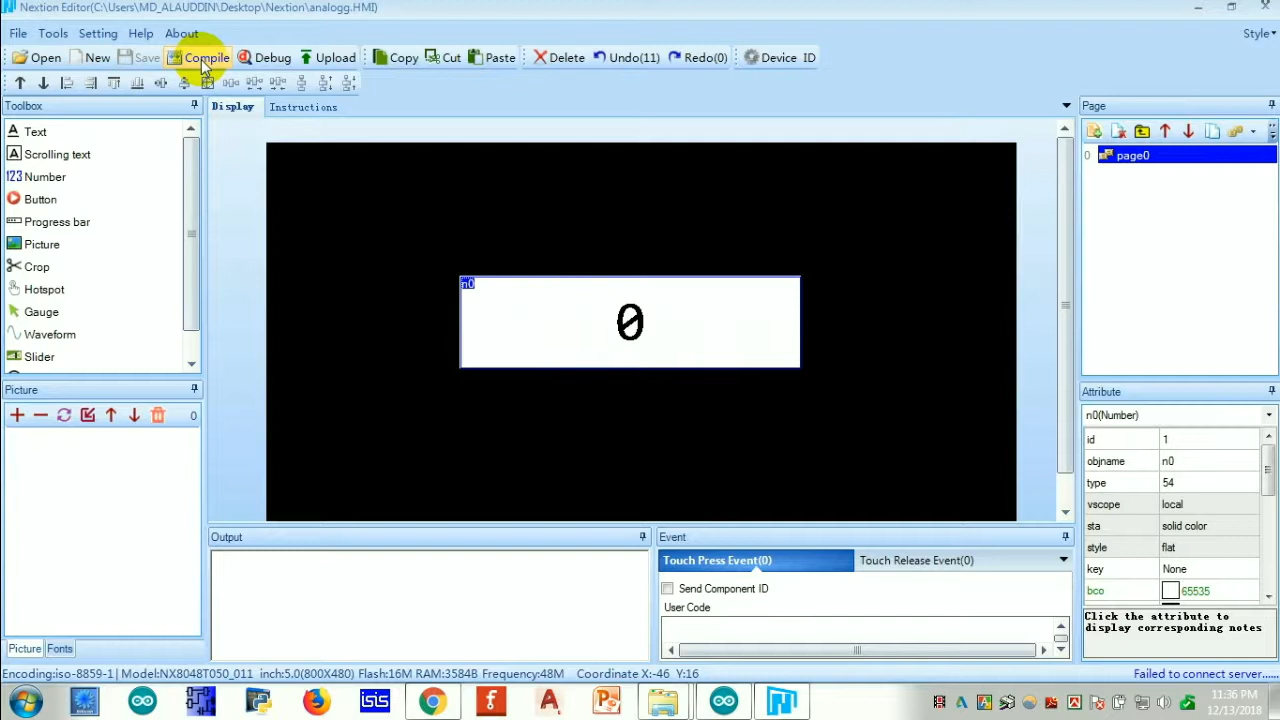 Nextion Editor(C:\Users\MD_ALAUDDIN\Desktop\Nextion\analogg.HMI)
File Tools Setting Help About Style
Open New Save Compile Debug Upload Copy Cut Paste Delete Undo(11) Redo(0) Device ID
Toolbox
Display Instructions
Page
Text
Scrolling text
123 Number
Button
Progress bar
Picture
Crop
Hotspot
Gauge
Waveform
Slider
0 page0
n0
0
Picture
0
Attribute
n0(Number)
id 1
objname n0
type 54
vscope local
sta solid color
style flat
key None
bco 65535
Click the attribute to
display corresponding notes
Output
Event
Touch Press Event(0) Touch Release Event(0)
Send Component ID
User Code
Picture Fonts
Encoding:iso-8859-1 Model:NX8048T050_011 inch:5.0(800X480) Flash:16M RAM:3584B Frequency:48M Coordinate X:-46 Y:16 Failed to connect server......
isis
11:36 PM
12/13/2018